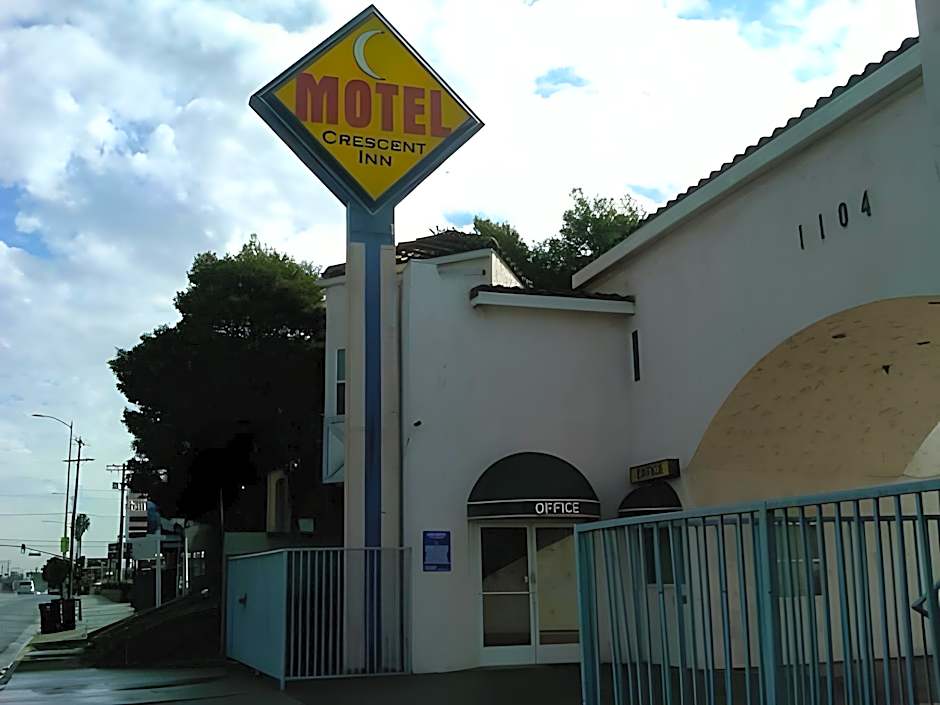 MOTEL
CRESCENT
INN
1104
OFFICE